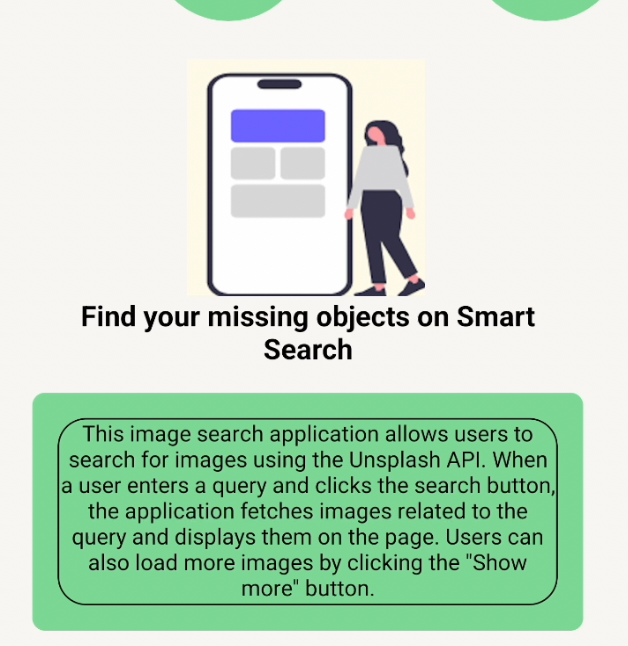 Find your missing objects on Smart
Search
This image search application allows users to
search for images using the Unsplash API. When
a user enters a query and clicks the search button,
the application fetches images related to the
query and displays them on the page. Users can
also load more images by clicking the "Show
more" button.